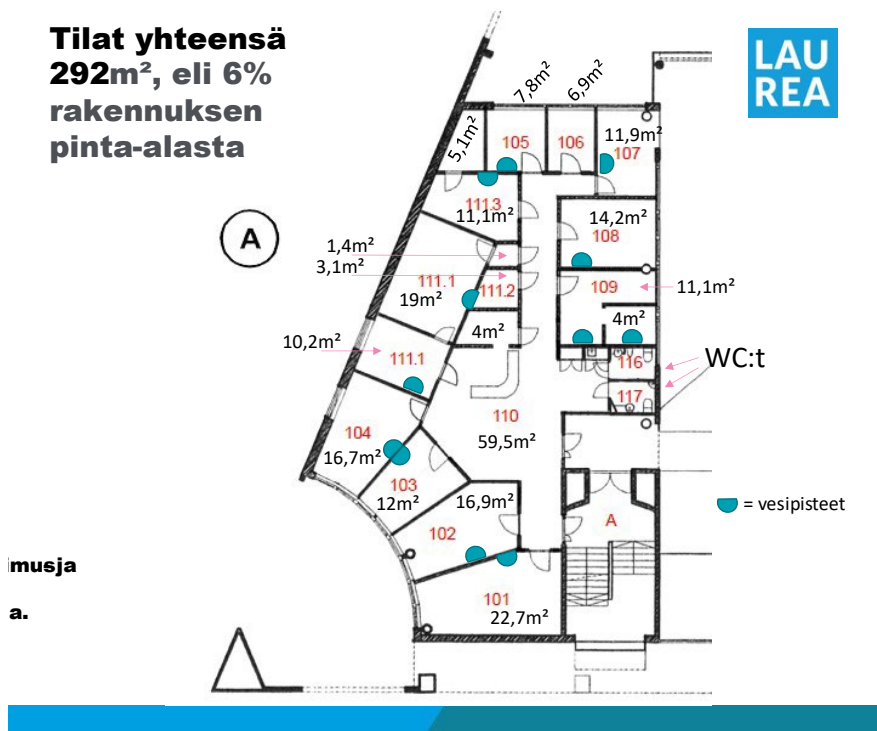 Tilat yhteensä
292m², eli 6%
rakennuksen
pinta-alasta
LAU
REA
7,8m²
6,9m²
5,1m²
105
106
11,9m²
107
111.3
11,1m²
14,2m²
108
A
1,4m²
3,1m²
111.1
19m²
111.2
109
11,1m²
4m²
4m²
10,2m²
111.1
116
WC:t
117
110
59,5m²
104
16,7m²
103
12m²
16,9m²
102
A
= vesipisteet
imusja
a.
101
22,7m²